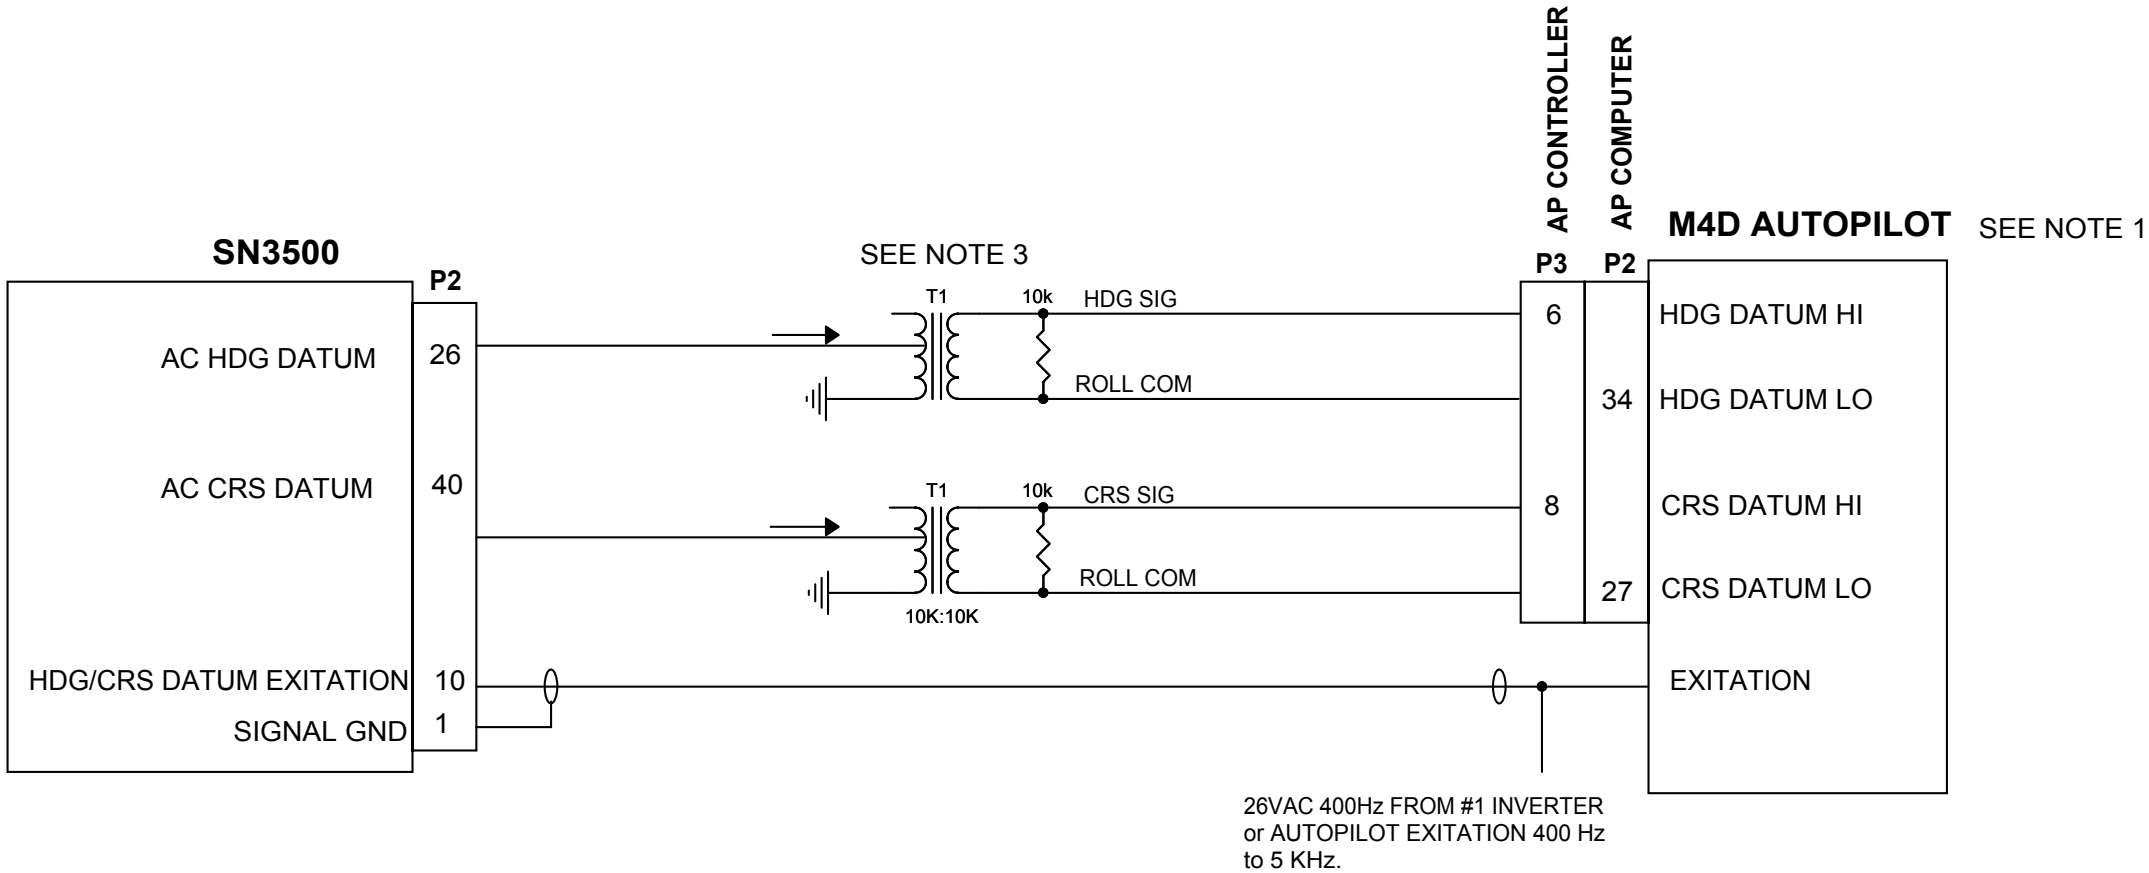 AP CONTROLLER
AP COMPUTER
M4D AUTOPILOT
SEE NOTE 1
SN3500
SEE NOTE 3
P2
P3
P2
T1
10k
HDG SIG
6
HDG DATUM HI
AC HDG DATUM
26
ROLL COM
34
HDG DATUM LO
AC CRS DATUM
40
T1
10k
CRS SIG
8
CRS DATUM HI
ROLL COM
27
CRS DATUM LO
10K:10K
HDG/CRS DATUM EXITATION
10
EXITATION
SIGNAL GND
1
26VAC 400Hz FROM #1 INVERTER
or AUTOPILOT EXITATION 400 Hz
to 5 KHz.